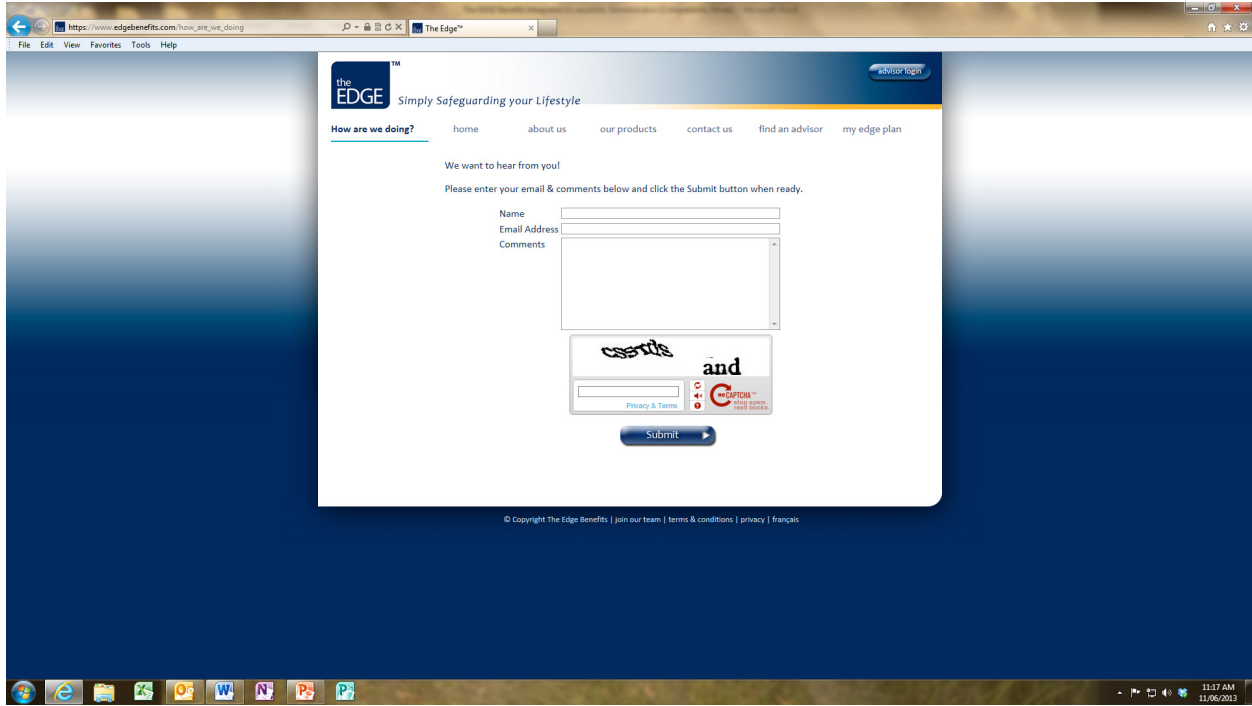 The Edge™
https://www.edgebenefits.com/how_are_we_doing
File Edit View Favorites Tools Help
the
EDGE
TM
Simply Safeguarding your Lifestyle
advisor login
How are we doing? home about us our products contact us find an advisor my edge plan
We want to hear from you!
Please enter your email & comments below and click the Submit button when ready.
Name
Email Address
Comments
and
Privacy & Terms
reCAPTCHA™
stop spam.
read books.
Submit
© Copyright The Edge Benefits | join our team | terms & conditions | privacy | français
11:17 AM
11/06/2013